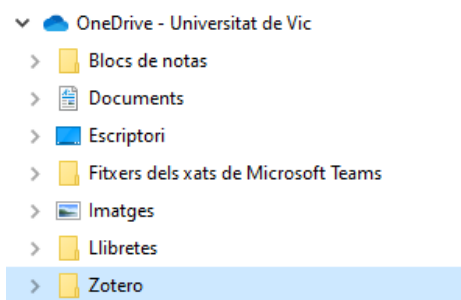 OneDrive - Universitat de Vic
Blocs de notas
Documents
Escriptori
Fitxers dels xats de Microsoft Teams
Imatges
Llibretes
Zotero